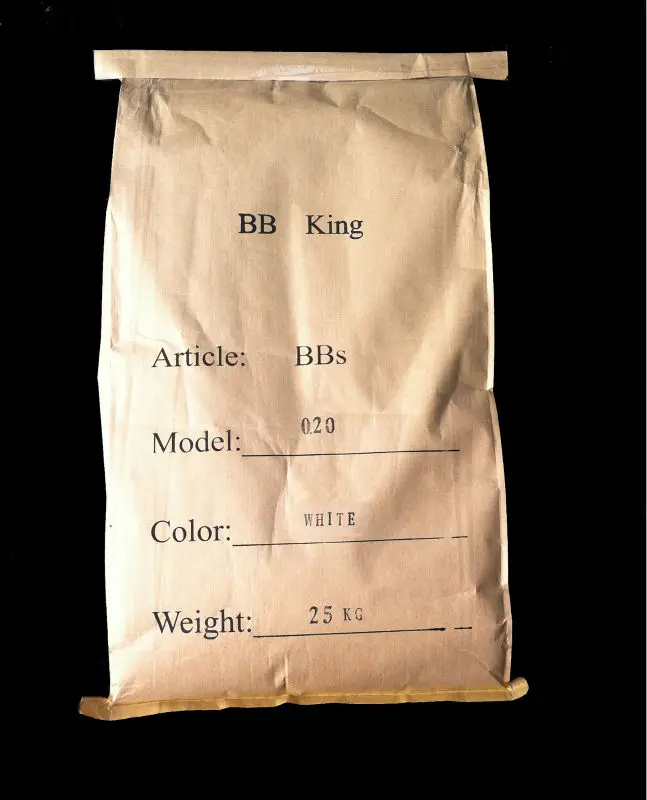 BB King
Article: BBs
Model: 0.20
Color: WHITE
Weight: 25 KG